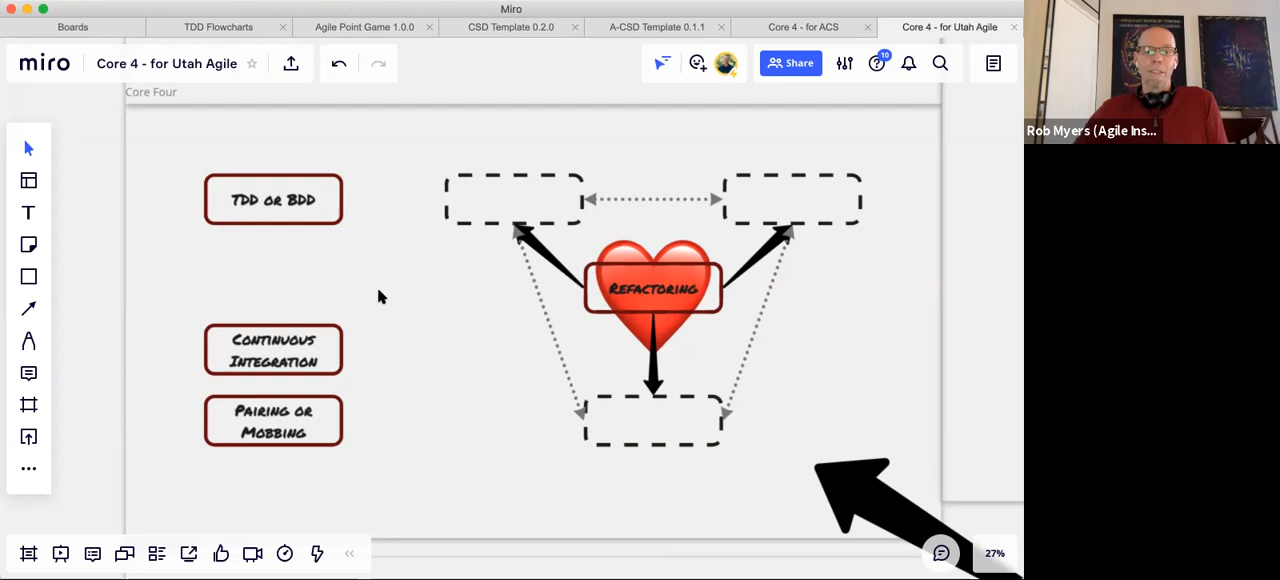 Miro
Boards
TDD Flowcharts
Agile Point Game 1.0.0
CSD Template 0.2.0
A-CSD Template 0.1.1
Core 4 - for ACS
Core 4 - for Utah Agile
miro
Core 4 - for Utah Agile
Share
10
Core Four
Rob Myers (Agile Ins...
TDD or BDD
Refactoring
Continuous
Integration
Pairing or
Mobbing
27%